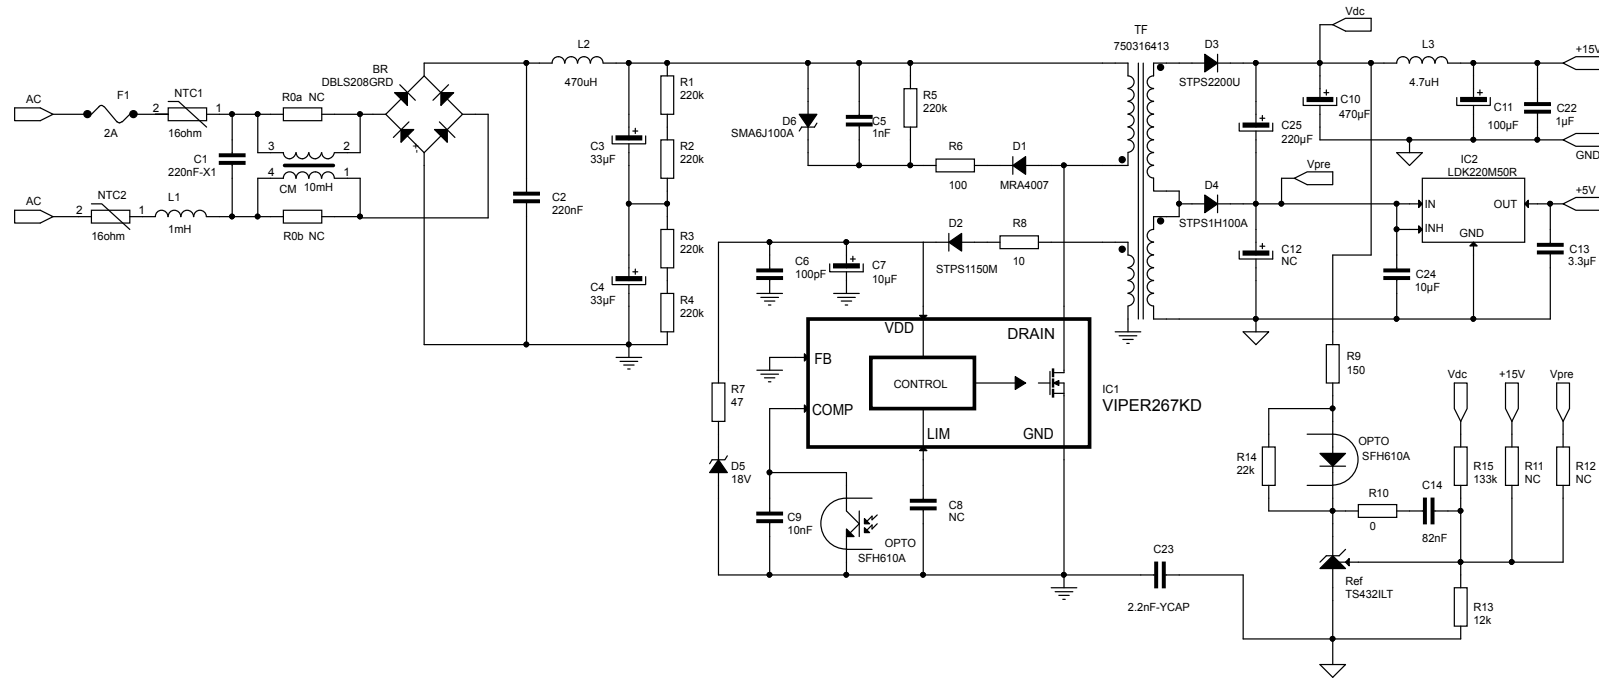 AC
F1
2A
2
NTC1
1
16ohm
R0a NC
BR
DBLS208GRD
-
3
2
C1
220nF-X1
4
CM
10mH
1
AC
2
NTC2
1
16ohm
L1
1mH
R0b NC
L2
470uH
C2
220nF
C3
33µF
+
C4
33µF
+
R1
220k
R2
220k
R3
220k
R4
220k
D6
SMA6J100A
C5
1nF
R5
220k
R6
100
D1
MRA4007
D2
STPS1150M
R8
10
C6
100pF
C7
10µF
+
TF
750316413
D3
STPS2200U
D4
STPS1H100A
C25
220µF
+
C12
NC
+
Vdc
C10
470µF
+
Vpre
L3
4.7uH
C11
100µF
+
C22
1µF
+15V
GND
IC2
LDK220M50R
IN
OUT
INH
GND
+5V
C24
10µF
C13
3.3µF
VDD
DRAIN
FB
CONTROL
COMP
LIM
GND
IC1
VIPER267KD
R7
47
D5
18V
C9
10nF
OPTO
SFH610A
C8
NC
C23
2.2nF-YCAP
R9
150
OPTO
SFH610A
R14
22k
R10
0
C14
82nF
Vdc
+15V
Vpre
R15
133k
R11
NC
R12
NC
Ref
TS432ILT
R13
12k